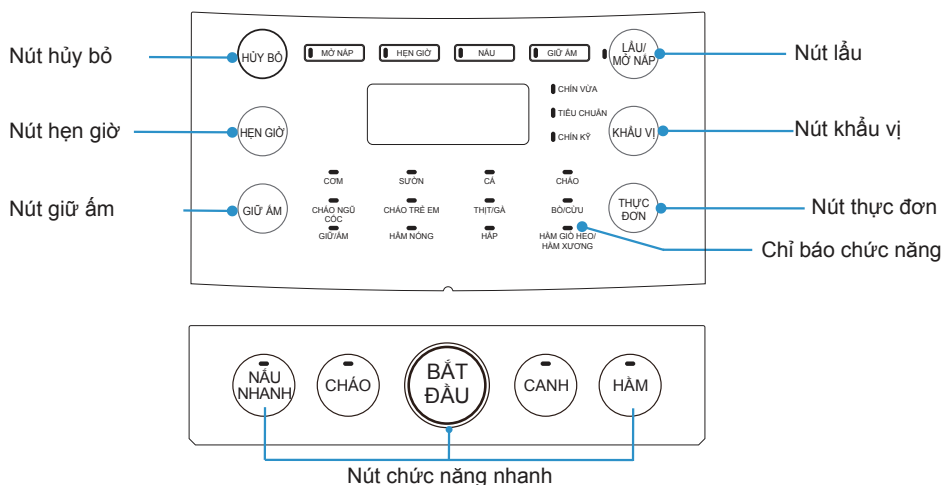 Nút hủy bỏ
HỦY BỎ
MỞ NẮP
HẸN GIỜ
NẤU
GIỮ ẤM
LẨU/
MỞ NẮP
Nút lẩu
CHÍN VỪA
TIÊU CHUẨN
CHÍN KỸ
Nút hẹn giờ
HẸN GIỜ
KHẨU VỊ
Nút khẩu vị
CƠM
SƯỜN
CÁ
CHÁO
Nút giữ ấm
GIỮ ẤM
CHÁO NGŨ
CỐC
CHÁO TRẺ EM
THỊT/GÀ
BÒ/CỪU
THỰC
ĐƠN
Nút thực đơn
GIỮ/ÂM
HÂM NÓNG
HẤP
HẦM GIÒ HEO/
HẦM XƯƠNG
Chỉ báo chức năng
NẤU
NHANH
CHÁO
BẮT
ĐẦU
CANH
HẦM
Nút chức năng nhanh